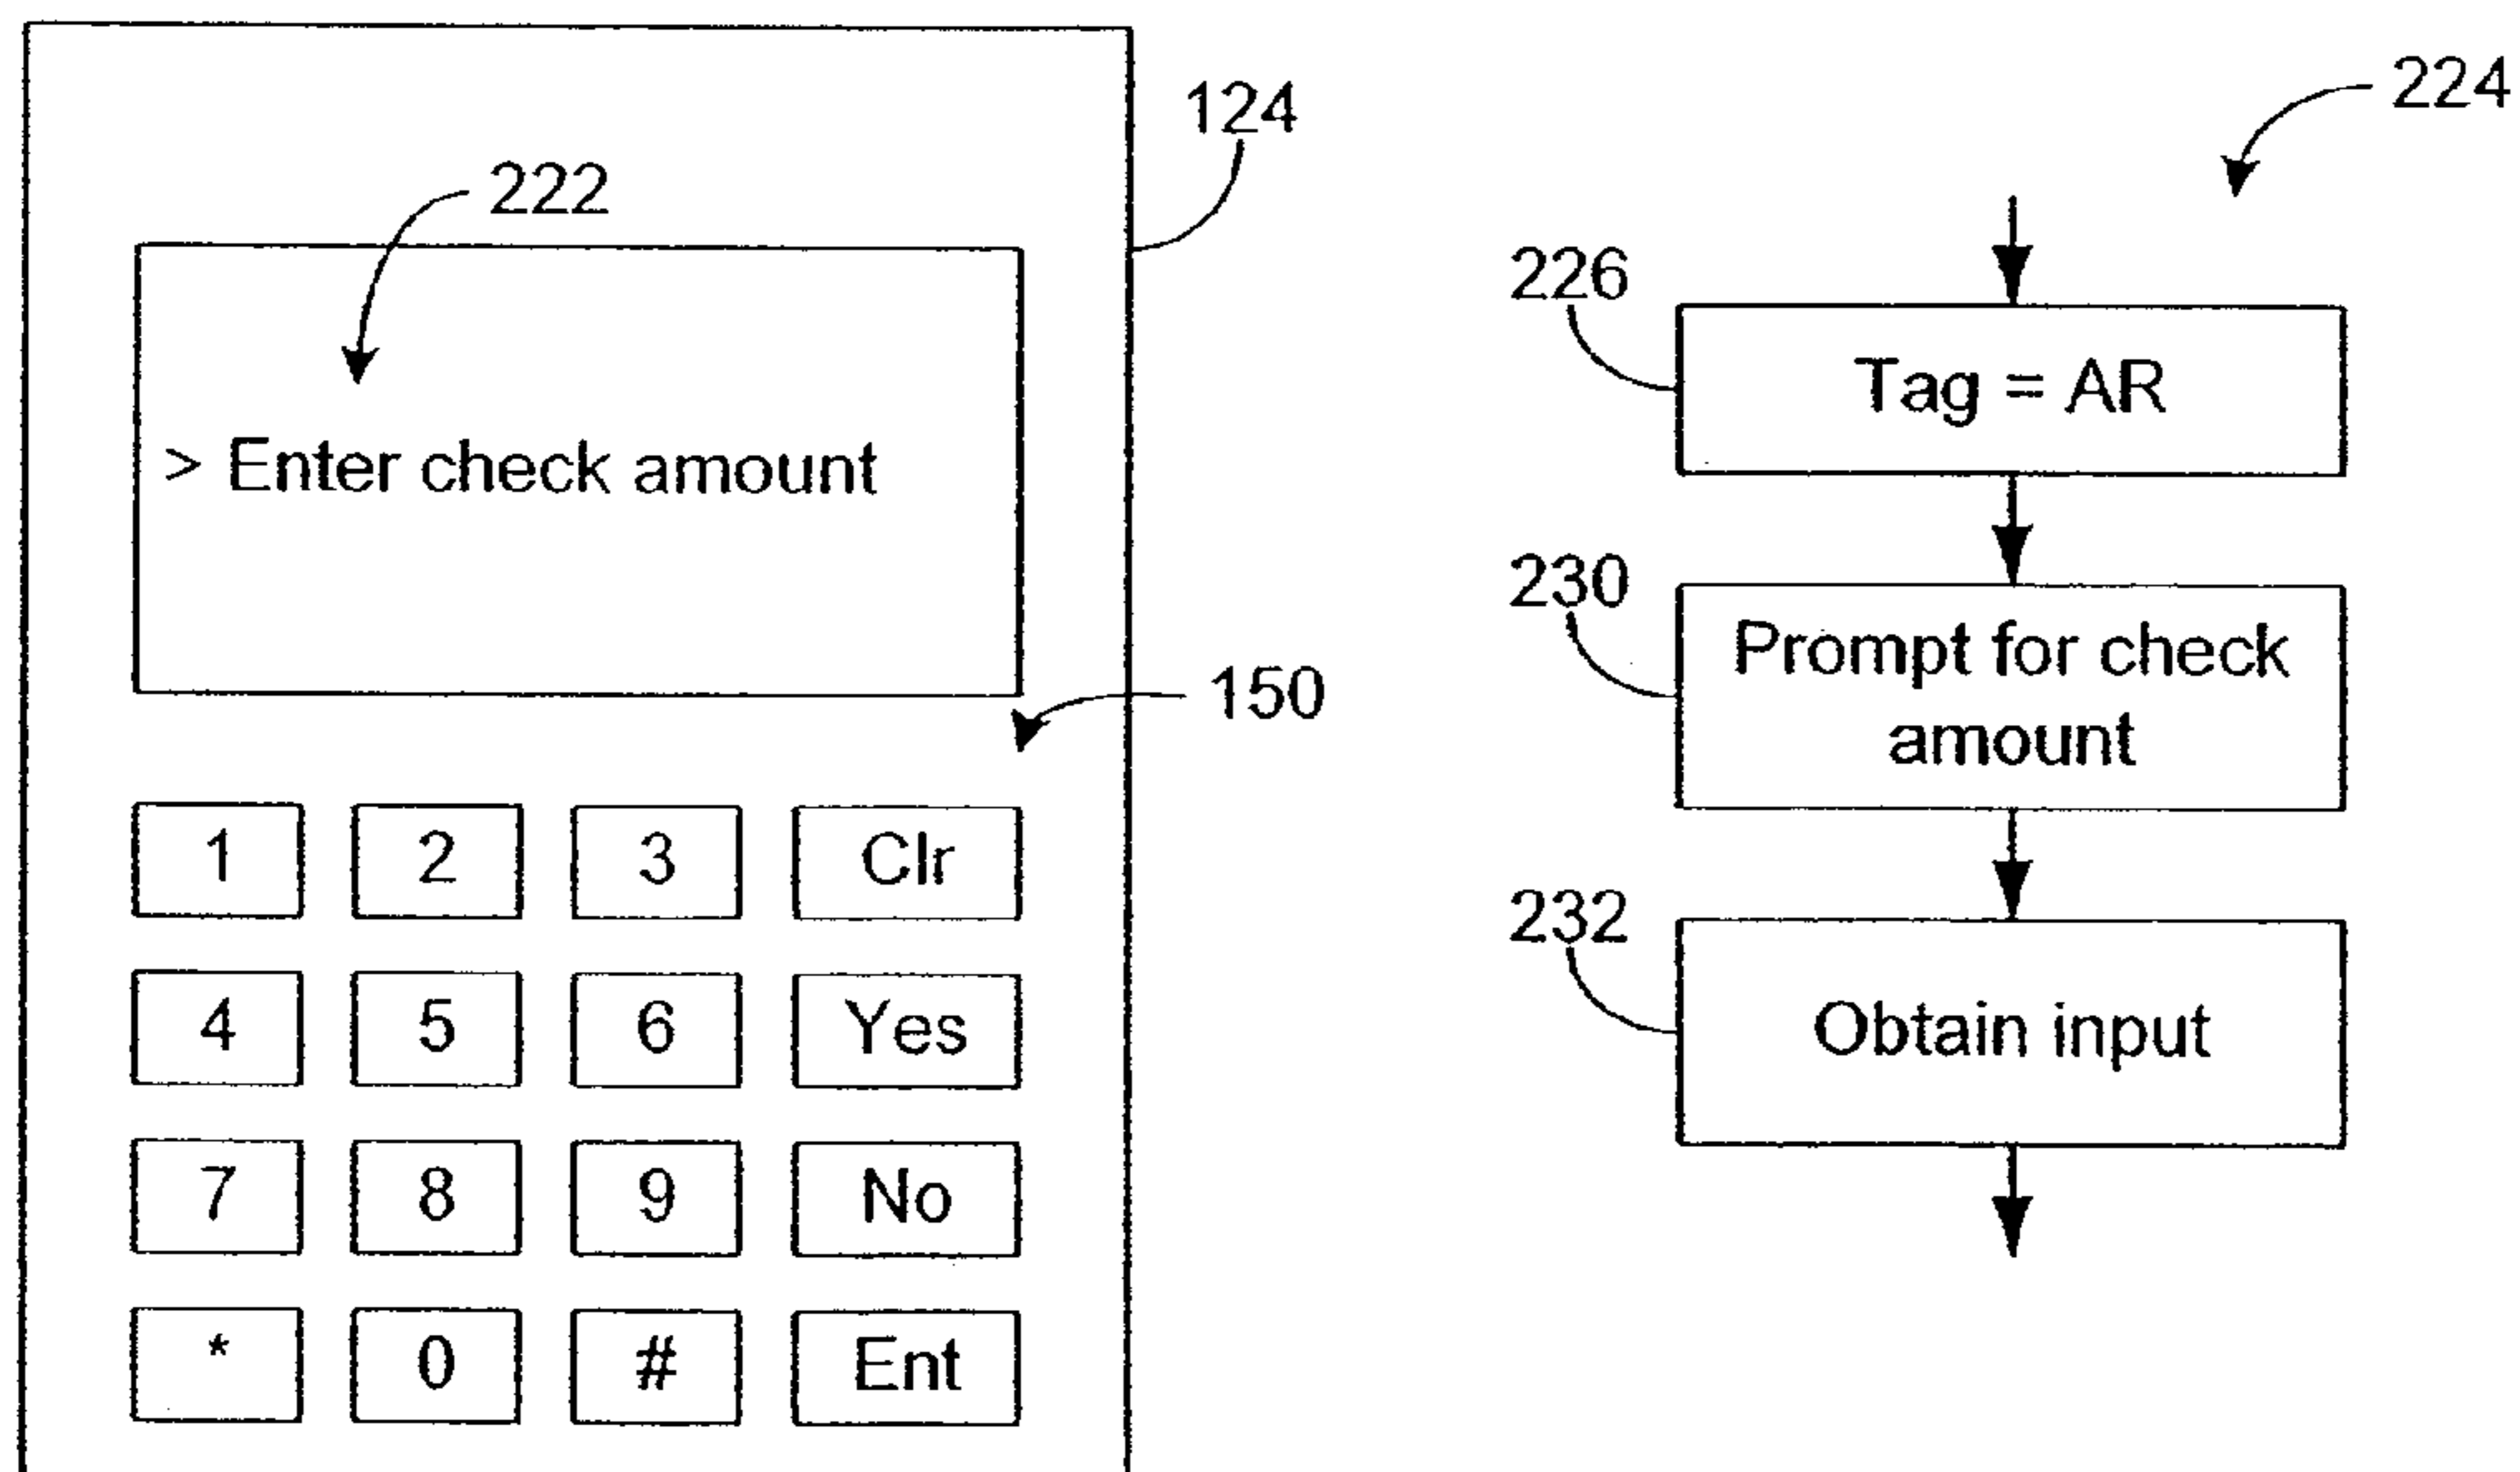 124
222
> Enter check amount
150
1 2 3 Clr
4 5 6 Yes
7 8 9 No
* 0 # Ent
224
226
Tag = AR
230
Prompt for check
amount
232
Obtain input